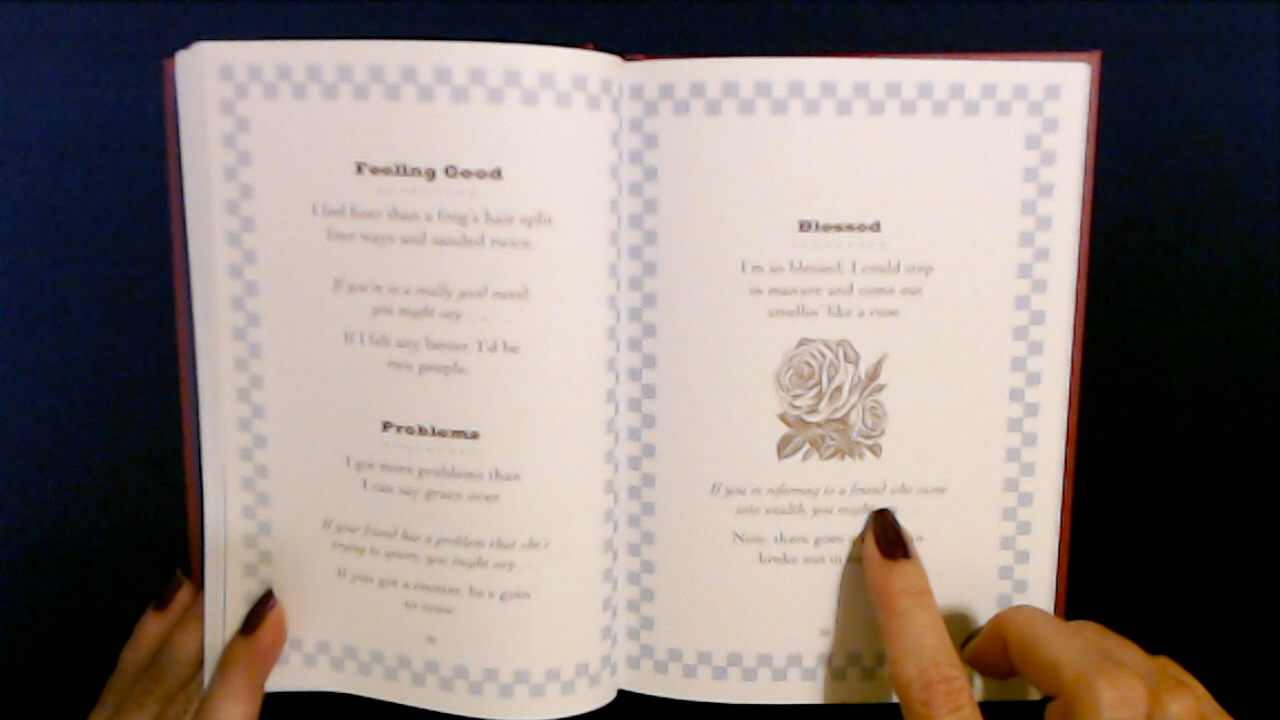 Feeling Good
I feel finer than a frog's hair split
four ways and sanded twice.
If you're in a really good mood,
you might say . . .
If I felt any better, I'd be
two people.
Problems
I got more problems than
I can say grace over.
If your friend has a problem that she's
trying to ignore, you might say . . .
If you got a rooster, he's goin'
to crow.
Blessed
I'm so blessed, I could step
in manure and come out
smellin' like a rose.
If you're referring to a friend who came
into wealth, you might
Now, there goes
broke out in